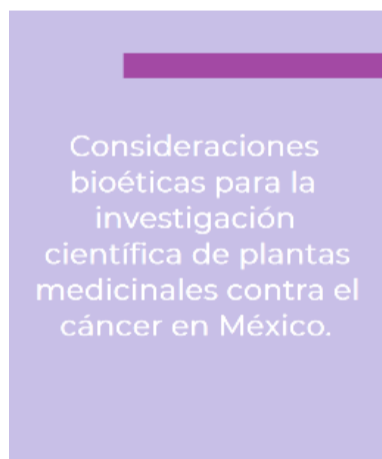 Consideraciones
bioéticas para la
investigación
científica de plantas
medicinales contra el
cáncer en México.